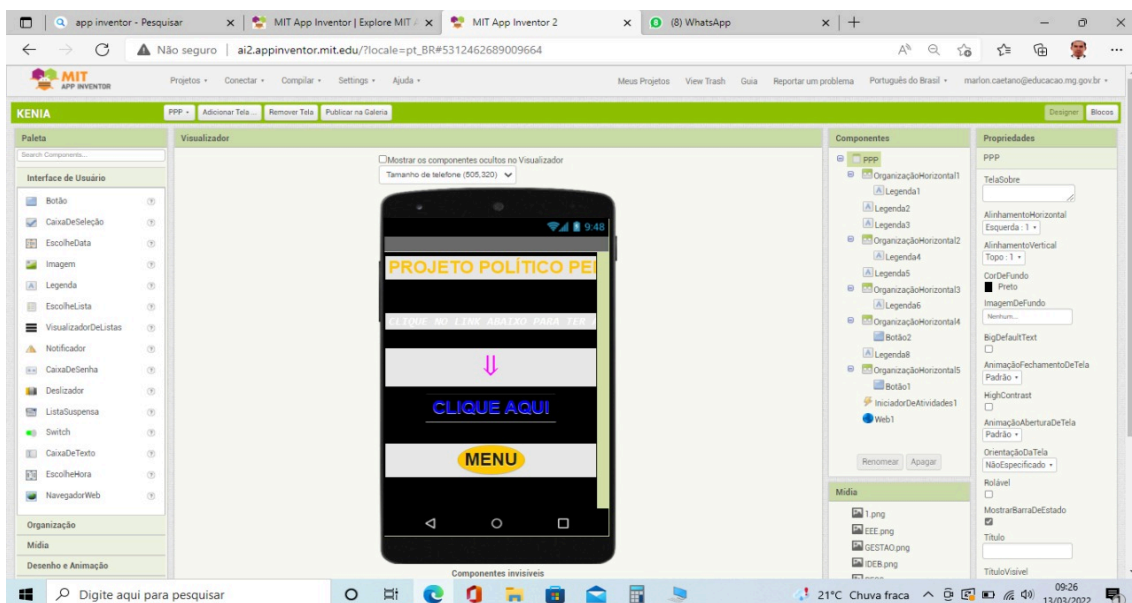 app inventor - Pesquisar
MIT App Inventor | Explore MIT A
MIT App Inventor 2
(8) WhatsApp
Não seguro
ai2.appinventor.mit.edu/?locale=pt_BR#5312462689009664
MIT
APP INVENTOR
Projetos
Conectar
Compilar
Settings
Ajuda
Meus Projetos
View Trash
Guia
Reportar um problema
Português do Brasil
marlon.caetano@educacao.mg.gov.br
KENIA
PPP
Adicionar Tela ...
Remover Tela
Publicar na Galeria
Designer
Blocos
Paleta
Search Components...
Interface de Usuário
Botão
CaixaDeSeleção
EscolheData
Imagem
Legenda
EscolheLista
VisualizadorDeListas
Notificador
CaixaDeSenha
Deslizador
ListaSuspensa
Switch
CaixaDeTexto
EscolheHora
NavegadorWeb
Organização
Mídia
Desenho e Animação
Visualizador
Mostrar os componentes ocultos no Visualizador
Tamanho de telefone (505,320)
9:48
PROJETO POLÍTICO PE
CLIQUE NO LINK ABAIXO PARA TER
⇓
CLIQUE AQUI
MENU
Componentes invisíveis
Componentes
PPP
OrganizaçãoHorizontal1
Legenda1
Legenda2
Legenda3
OrganizaçãoHorizontal2
Legenda4
Legenda5
OrganizaçãoHorizontal3
Legenda6
OrganizaçãoHorizontal4
Botão2
Legenda8
OrganizaçãoHorizontal5
Botão1
IniciadorDeAtividades1
Web1
Renomear
Apagar
Mídia
1.png
EEE.png
GESTAO.png
IDEB.png
Propriedades
PPP
TelaSobre
AlinhamentoHorizontal
Esquerda : 1
AlinhamentoVertical
Topo : 1
CorDeFundo
Preto
ImagemDeFundo
Nenhum...
BigDefaultText
AnimaçãoFechamentoDeTela
Padrão
HighContrast
AnimaçãoAberturaDeTela
Padrão
OrientaçãoDaTela
NãoEspecificado
Rolável
MostrarBarraDeEstado
Título
TítuloVisível
Digite aqui para pesquisar
21°C Chuva fraca
09:26
13/03/2022